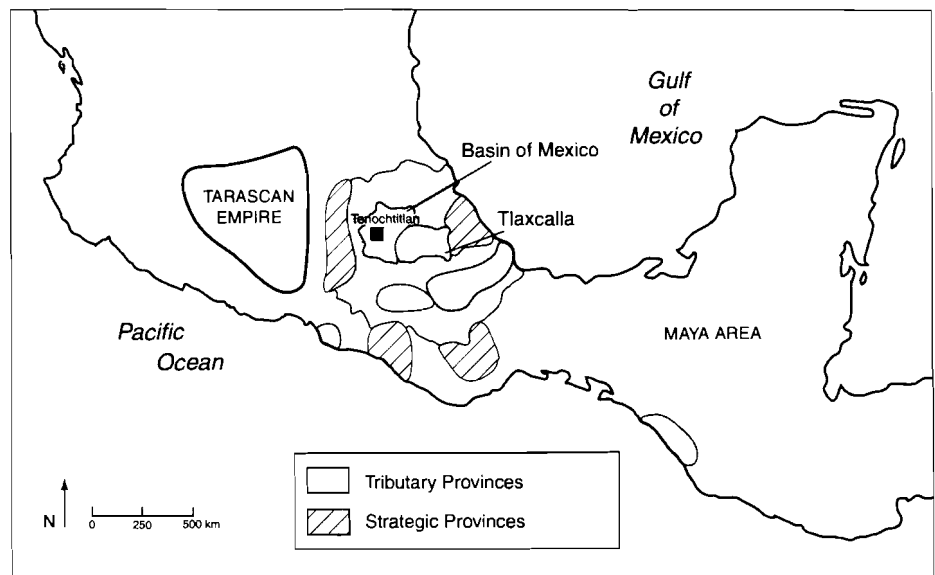 Gulf
of
Mexico
Basin of Mexico
TARASCAN
EMPIRE
Tenochtitlan
Tlaxcalla
Pacific
Ocean
MAYA AREA
Tributary Provinces
Strategic Provinces
N
0 250 500 km